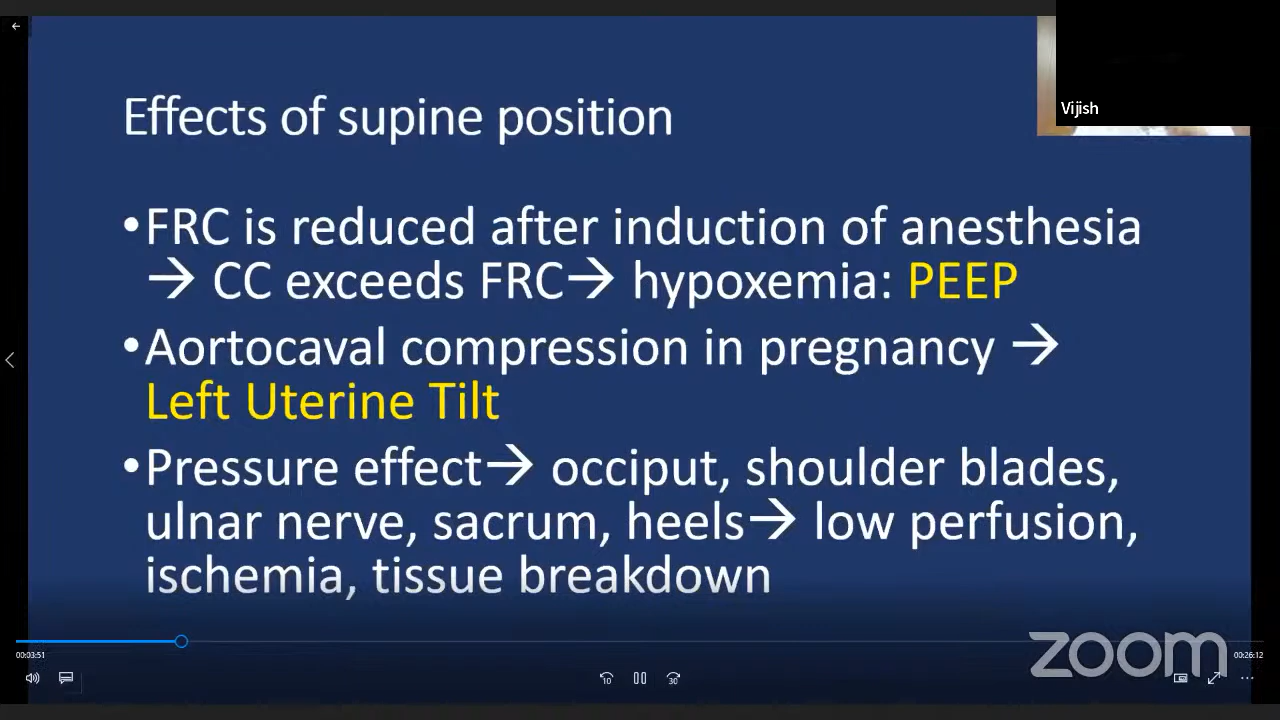 Vijish
Effects of supine position
•FRC is reduced after induction of anesthesia
→ CC exceeds FRC→ hypoxemia: PEEP
•Aortocaval compression in pregnancy →
Left Uterine Tilt
•Pressure effect→ occiput, shoulder blades,
ulnar nerve, sacrum, heels→ low perfusion,
ischemia, tissue breakdown
zoom
00:03:51
00:26:12
10
30